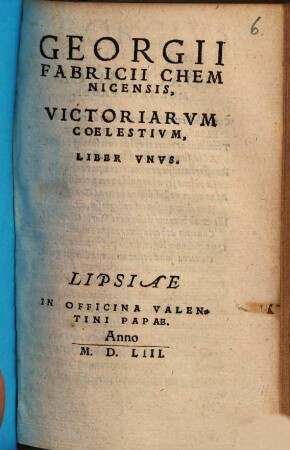 6
GEORGII
FABRICII CHEM
NICENSIS,
VICTORIARVM
COELESTIVM,
LIBER VNVS.
LIPSIAE
IN OFFICINA VALEN-
TINI PAPAE.
Anno
M. D. LIII.